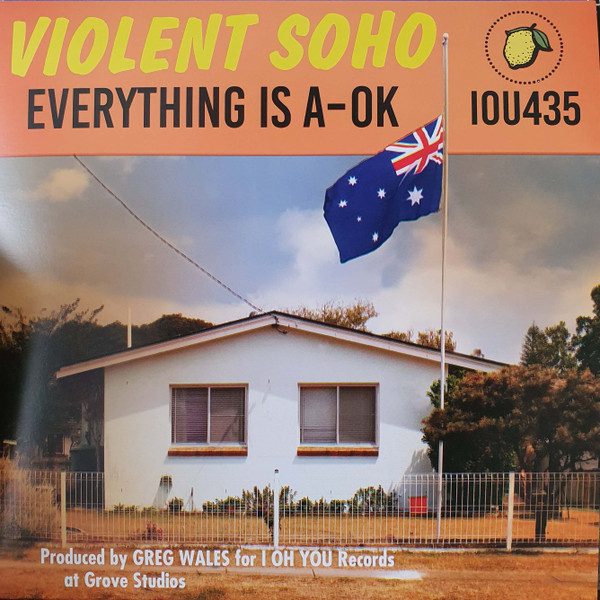 VIOLENT SOHO
EVERYTHING IS A-OK
IOU435
Produced by GREG WALES for I OH YOU Records
at Grove Studios